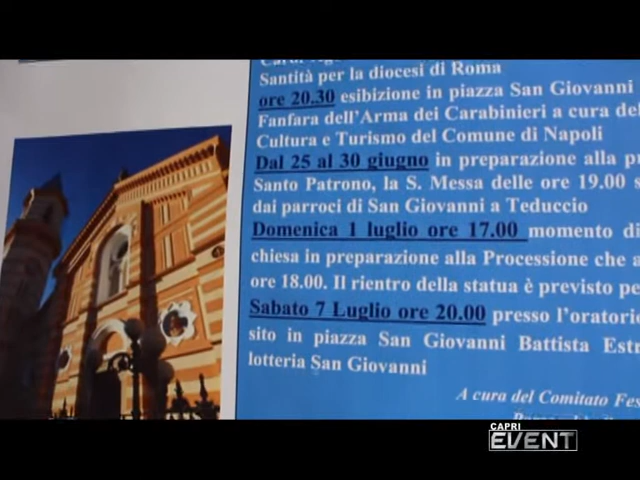 Santità per la diocesi di Roma
ore 20.30 esibizione in piazza San Giovanni
Fanfara dell'Arma dei Carabinieri a cura del
Cultura e Turismo del Comune di Napoli
Dal 25 al 30 giugno in preparazione alla
Santo Patrono, la S. Messa delle ore 19.00
dai parroci di San Giovanni a Teduccio
Domenica 1 luglio ore 17.00 momento di
chiesa in preparazione alla Processione che
ore 18.00. Il rientro della statua è previsto
Sabato 7 Luglio ore 20.00 presso l'oratorio
sito in piazza San Giovanni Battista
lotteria San Giovanni
A cura del Comitato
CAPRI
EVENT